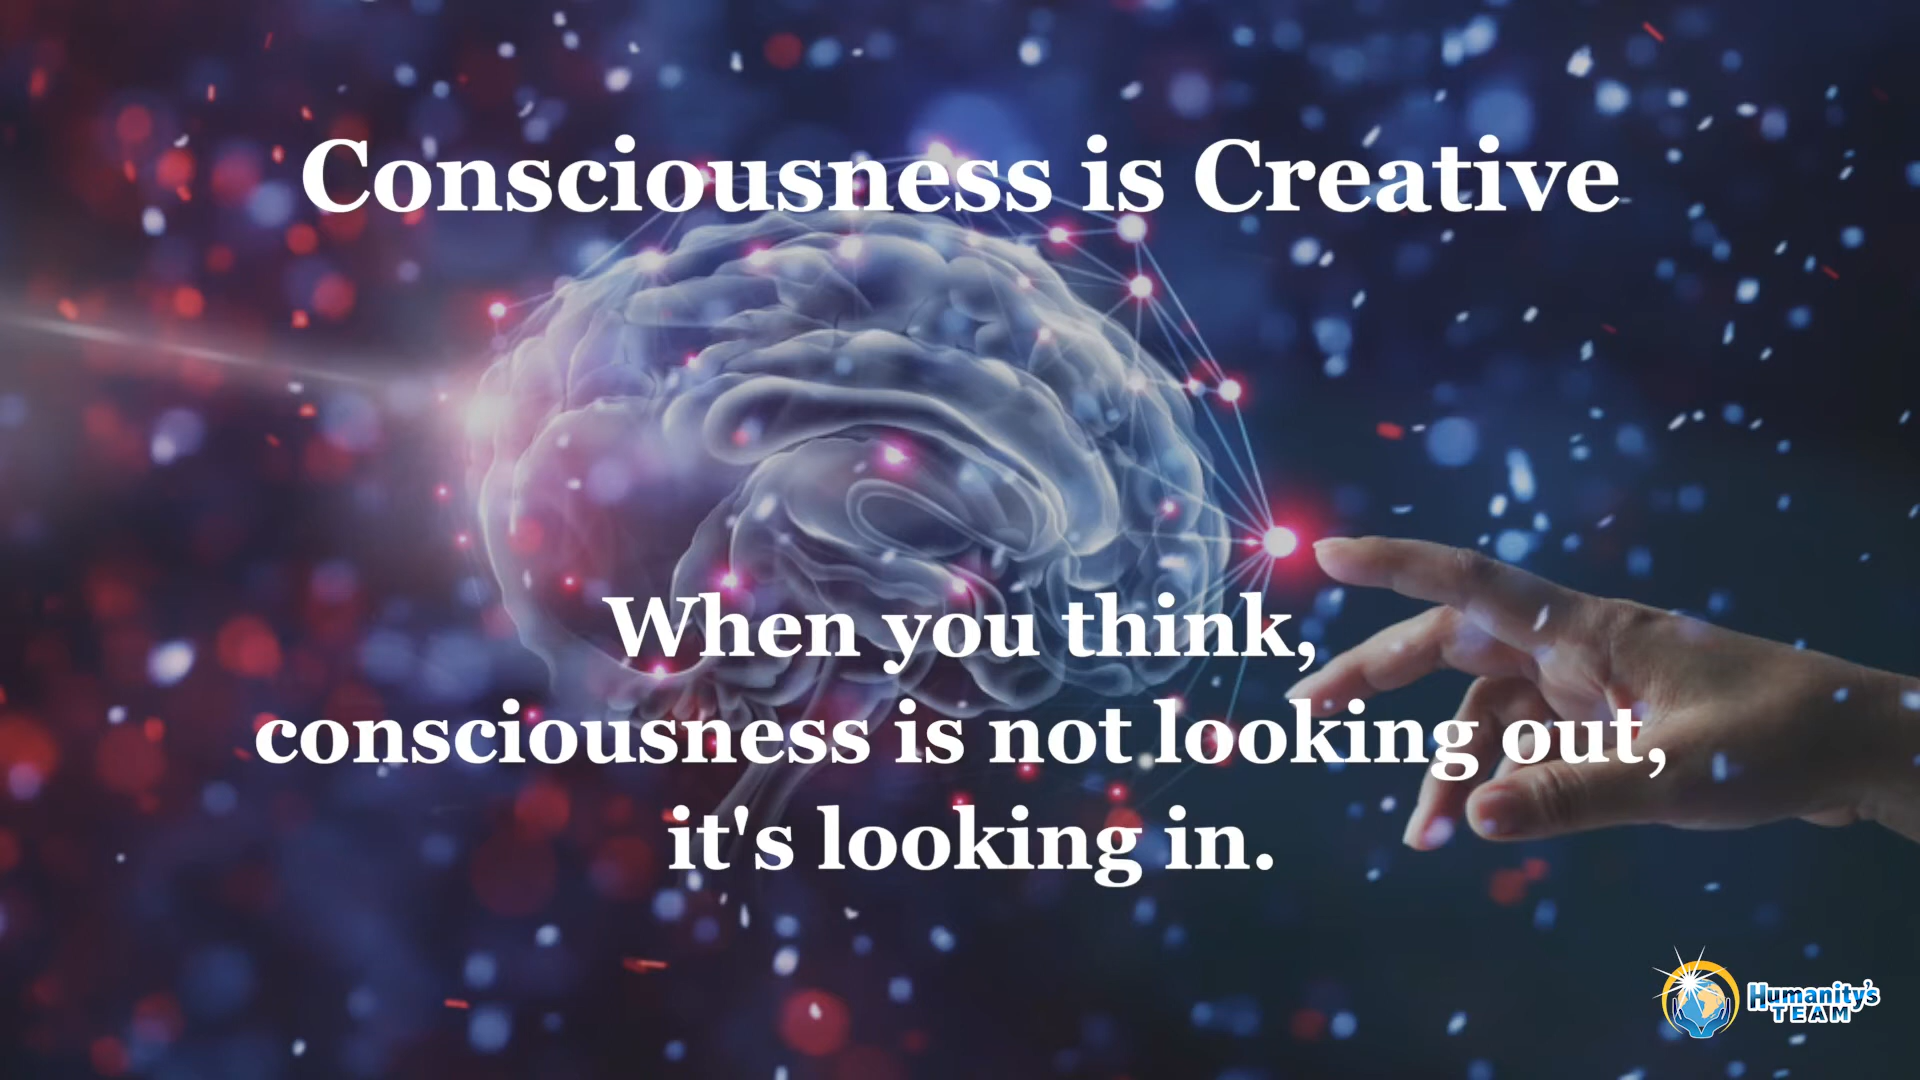 Consciousness is Creative
When you think,
consciousness is not looking out,
it's looking in.
Humanity's
TEAM